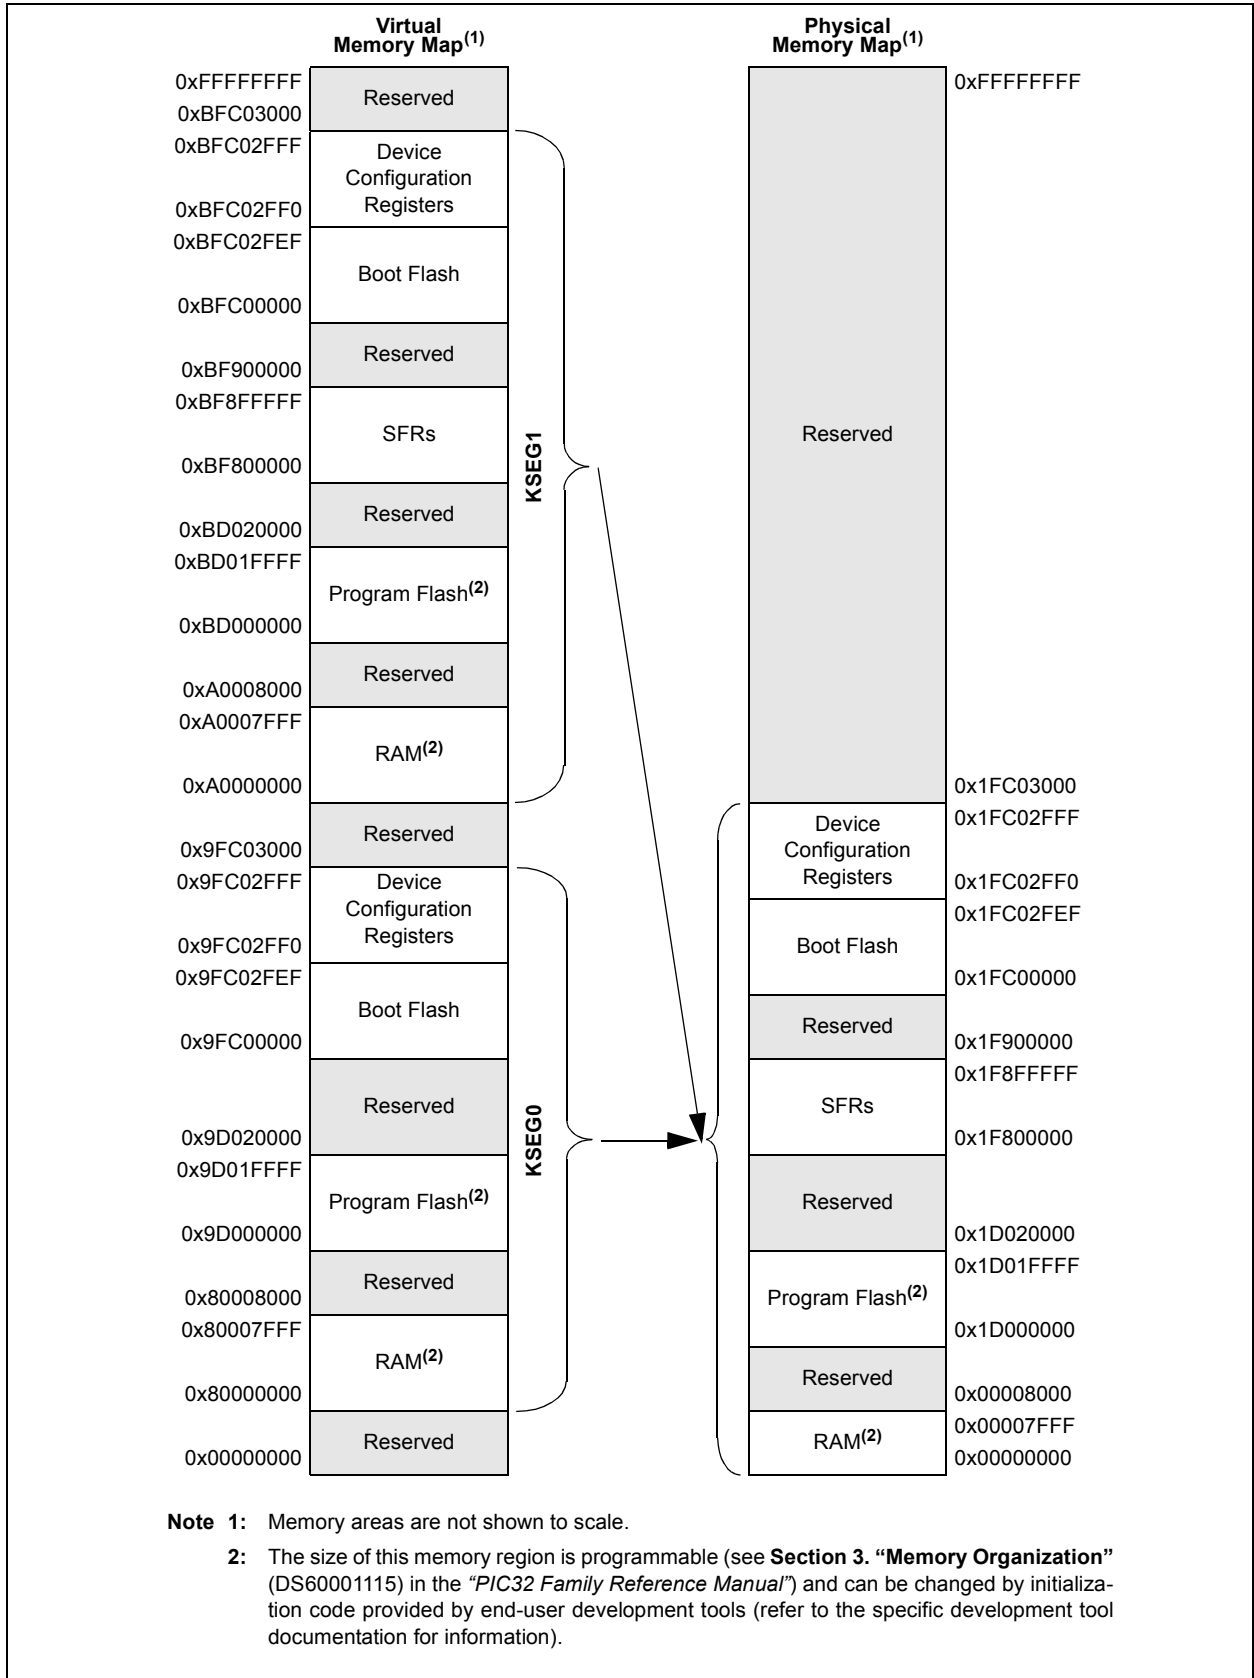 Virtual
Memory Map(1)
0xFFFFFFFF
0xBFC03000
Reserved
0xBFC02FFF
0xBFC02FF0
Device
Configuration
Registers
0xBFC02FEF
0xBFC00000
Boot Flash
Reserved
0xBF900000
0xBF8FFFFF
0xBF800000
SFRs
Reserved
0xBD020000
0xBD01FFFF
0xBD000000
Program Flash(2)
Reserved
0xA0008000
0xA0007FFF
0xA0000000
RAM(2)
KSEG1
Reserved
0x9FC03000
0x9FC02FFF
0x9FC02FF0
Device
Configuration
Registers
0x9FC02FEF
0x9FC00000
Boot Flash
Reserved
0x9D020000
0x9D01FFFF
0x9D000000
Program Flash(2)
Reserved
0x80008000
0x80007FFF
0x80000000
RAM(2)
KSEG0
Reserved
0x00000000
Physical
Memory Map(1)
0xFFFFFFFF
Reserved
0x1FC03000
0x1FC02FFF
Device
Configuration
Registers
0x1FC02FF0
0x1FC02FEF
Boot Flash
0x1FC00000
Reserved
0x1F900000
0x1F8FFFFF
SFRs
0x1F800000
Reserved
0x1D020000
0x1D01FFFF
Program Flash(2)
0x1D000000
Reserved
0x00008000
0x00007FFF
RAM(2)
0x00000000
Note 1: Memory areas are not shown to scale.
2: The size of this memory region is programmable (see Section 3. “Memory Organization”
(DS60001115) in the “PIC32 Family Reference Manual”) and can be changed by initializa-
tion code provided by end-user development tools (refer to the specific development tool
documentation for information).